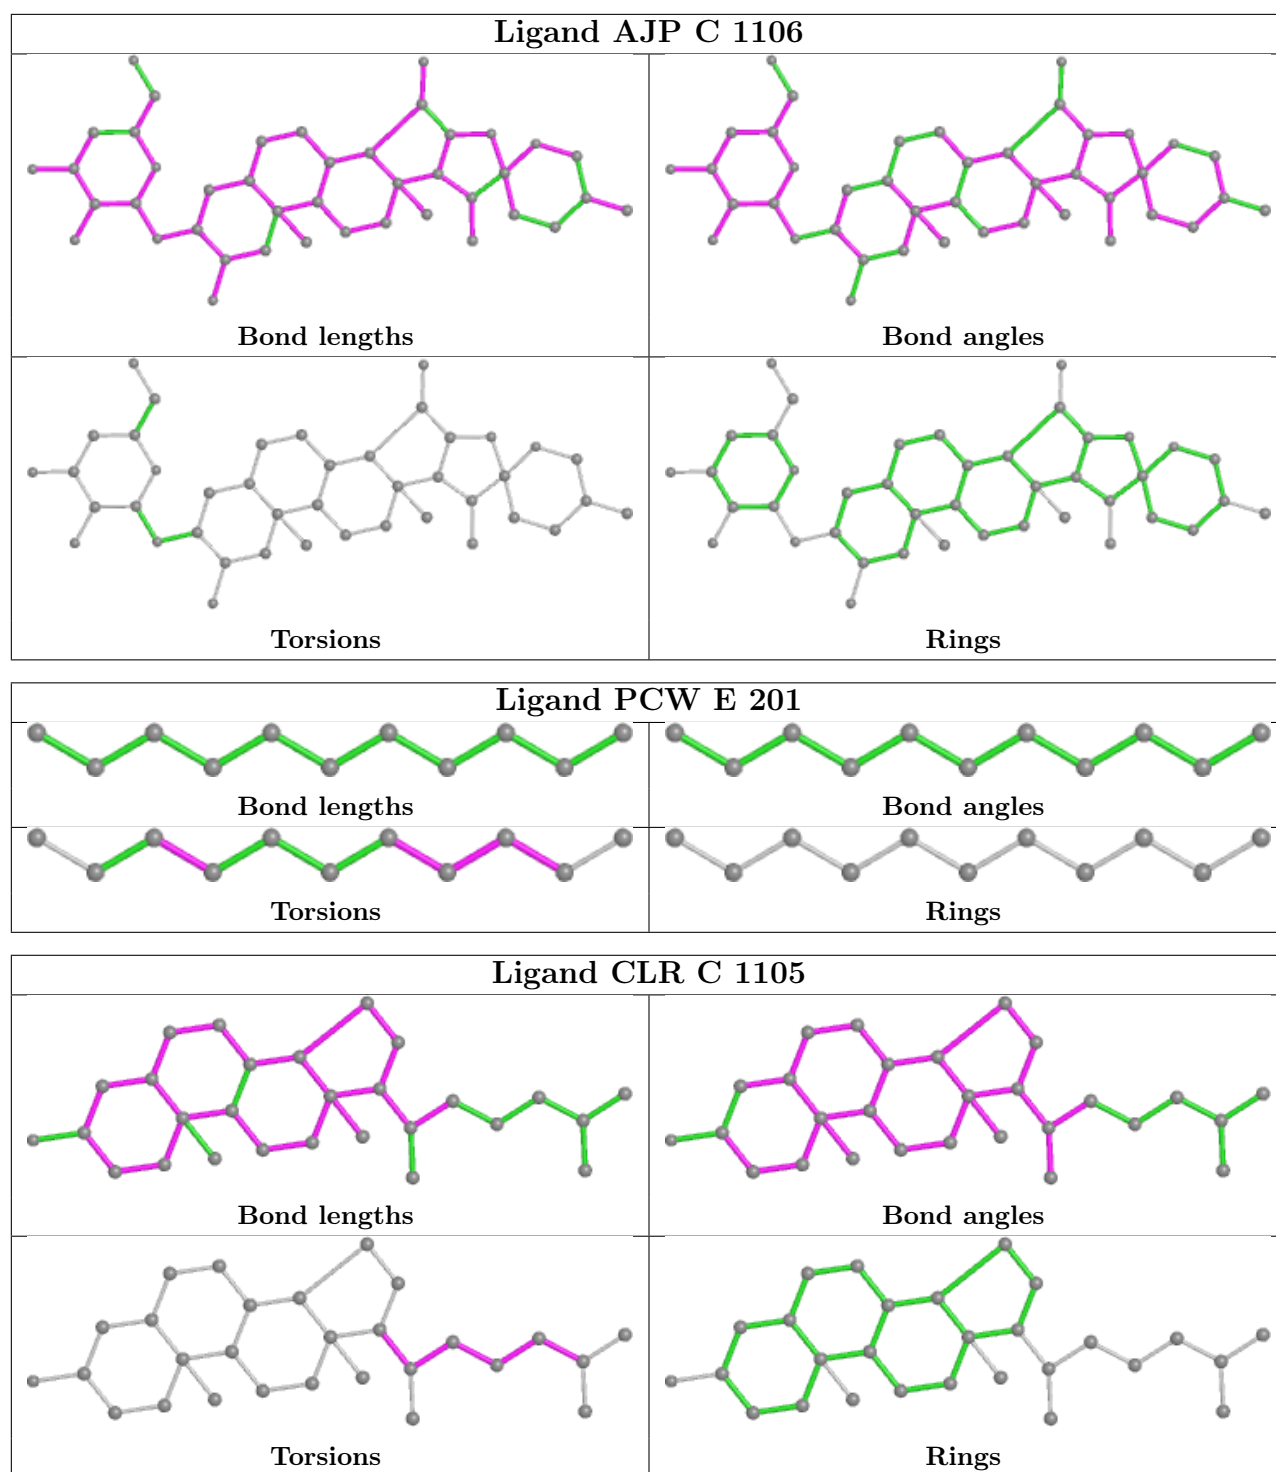 Ligand AJP C 1106
Bond lengths
Bond angles
Torsions
Rings
Ligand PCW E 201
Bond lengths
Bond angles
Torsions
Rings
Ligand CLR C 1105
Bond lengths
Bond angles
Torsions
Rings